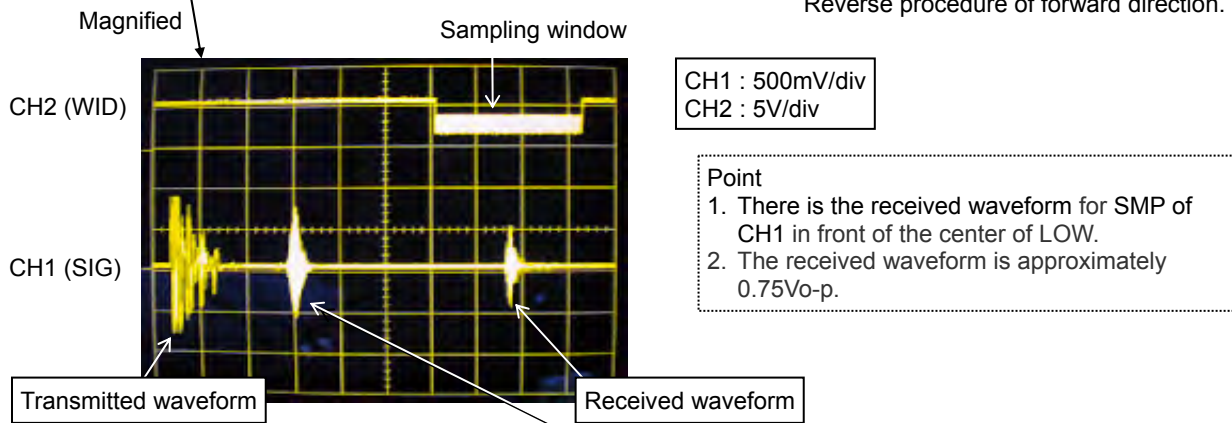 Reverse procedure of forward direction.
Magnified
Sampling window
CH2 (WID)
CH1 : 500mV/div
CH2 : 5V/div
Point
1. There is the received waveform for SMP of
CH1 in front of the center of LOW.
2. The received waveform is approximately
0.75Vo-p.
CH1 (SIG)
Transmitted waveform
Received waveform